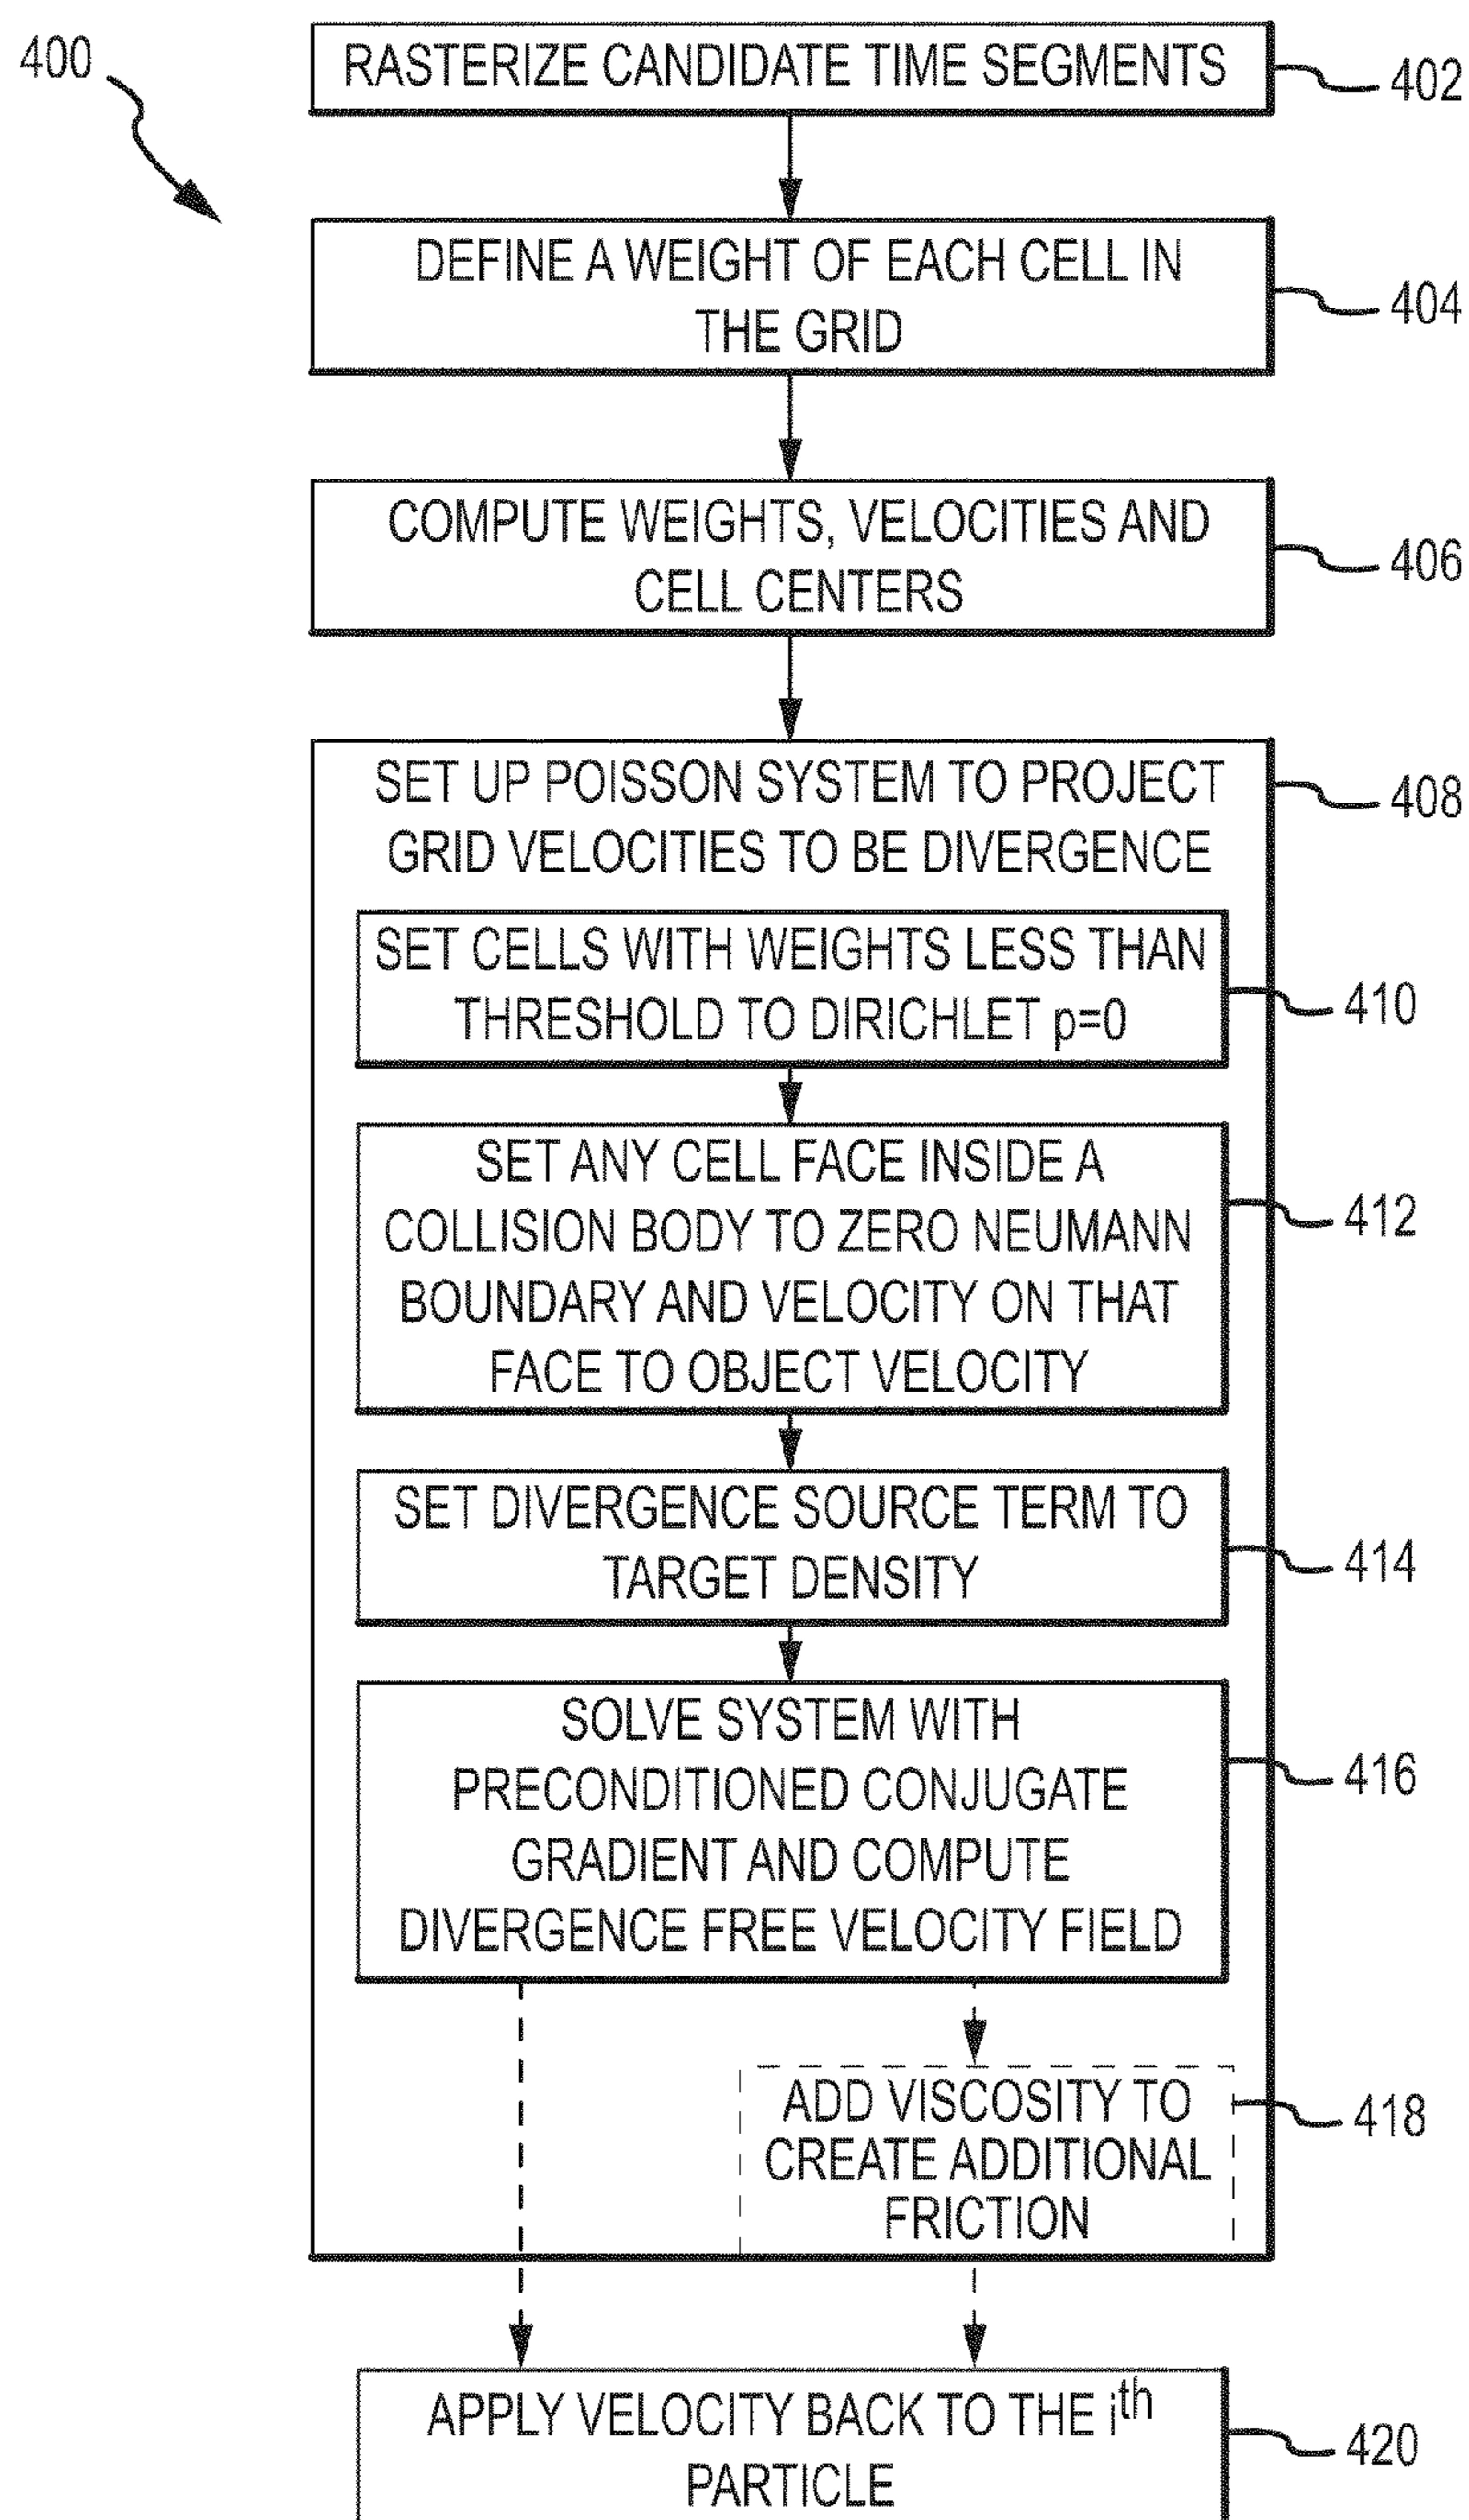 400
RASTERIZE CANDIDATE TIME SEGMENTS
402
DEFINE A WEIGHT OF EACH CELL IN
THE GRID
404
COMPUTE WEIGHTS, VELOCITIES AND
CELL CENTERS
406
SET UP POISSON SYSTEM TO PROJECT
GRID VELOCITIES TO BE DIVERGENCE
408
SET CELLS WITH WEIGHTS LESS THAN
THRESHOLD TO DIRICHLET p=0
410
SET ANY CELL FACE INSIDE A
COLLISION BODY TO ZERO NEUMANN
BOUNDARY AND VELOCITY ON THAT
FACE TO OBJECT VELOCITY
412
SET DIVERGENCE SOURCE TERM TO
TARGET DENSITY
414
SOLVE SYSTEM WITH
PRECONDITIONED CONJUGATE
GRADIENT AND COMPUTE
DIVERGENCE FREE VELOCITY FIELD
416
ADD VISCOSITY TO
CREATE ADDITIONAL
FRICTION
418
APPLY VELOCITY BACK TO THE ith
PARTICLE
420